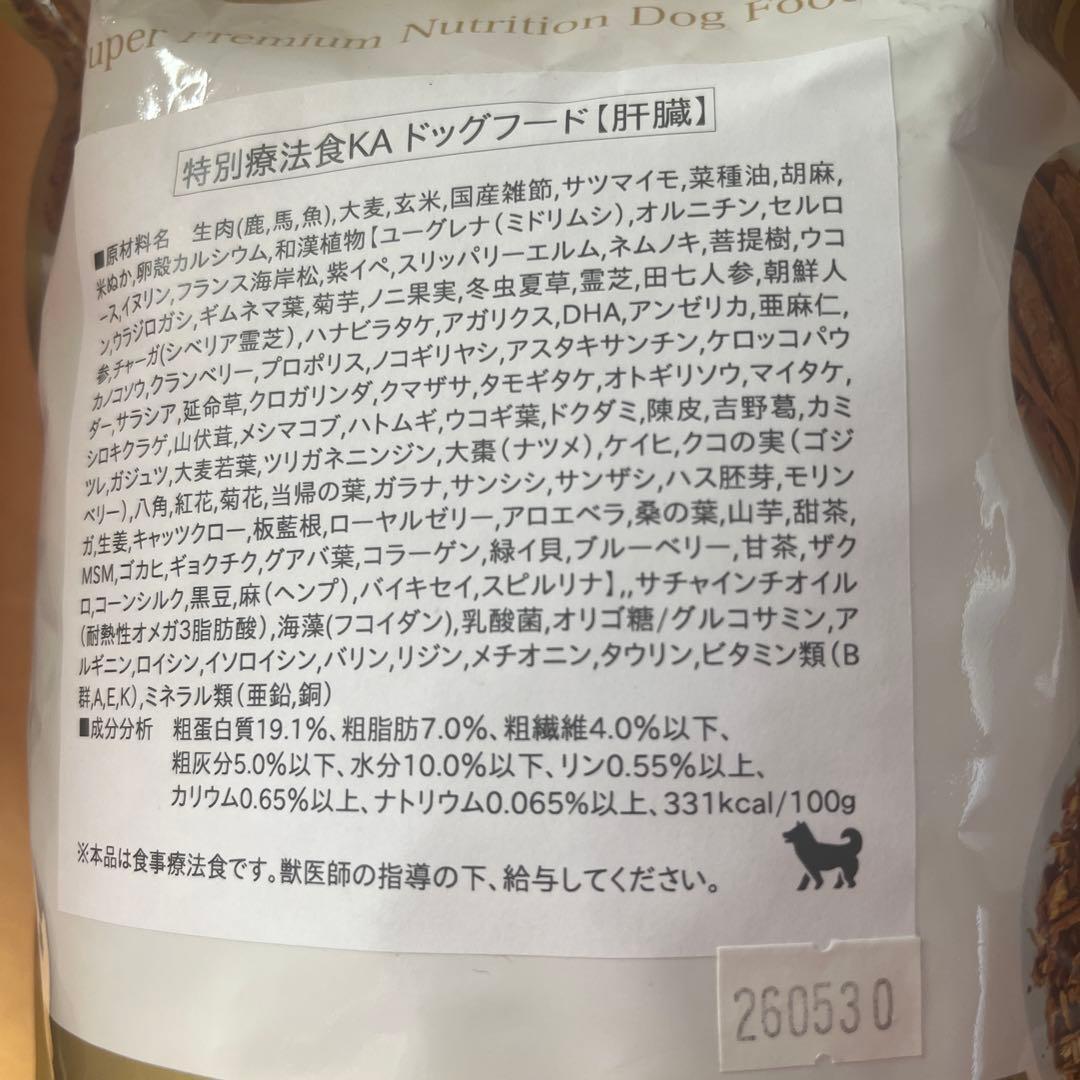 Super Premium Nutrition Dog Food
特別療法食KA ドッグフード【肝臓】
■原材料名 生肉(鹿,馬,魚),大麦,玄米,国産雑節,サツマイモ,菜種油,胡麻,
米ぬか,卵殻カルシウム,和漢植物【ユーグレナ(ミドリムシ),オルニチン,セルロ
ース,イヌリン,フランス海岸松,紫イペ,スリッパリーエルム,ネムノキ,菩提樹,ウコ
ン,ウラジロガシ,ギムネマ葉,菊芋,ノニ果実,冬虫夏草,霊芝,田七人参,朝鮮人
参,チャーガ(シベリア霊芝),ハナビラタケ,アガリクス,DHA,アンゼリカ,亜麻仁,
カノコソウ,クランベリー,プロポリス,ノコギリヤシ,アスタキサンチン,ケロッコパウ
ダー,サラシア,延命草,クロガリンダ,クマザサ,タモギタケ,オトギリソウ,マイタケ,
シロキクラゲ,山伏茸,メシマコブ,ハトムギ,ウコギ葉,ドクダミ,陳皮,吉野葛,カミ
ツレ,ガジュツ,大麦若葉,ツリガネニンジン,大棗(ナツメ),ケイヒ,クコの実(ゴジ
ベリー),八角,紅花,菊花,当帰の葉,ガラナ,サンシシ,サンザシ,ハス胚芽,モリン
ガ,生姜,キャッツクロー,板藍根,ローヤルゼリー,アロエベラ,桑の葉,山芋,甜茶,
MSM,ゴカヒ,ギョクチク,グアバ葉,コラーゲン,緑イ貝,ブルーベリー,甘茶,ザク
ロ,コーンシルク,黒豆,麻(ヘンプ),バイキセイ,スピルリナ】,,サチャインチオイル
(耐熱性オメガ3脂肪酸),海藻(フコイダン),乳酸菌,オリゴ糖/グルコサミン,ア
ルギニン,ロイシン,イソロイシン,バリン,リジン,メチオニン,タウリン,ビタミン類(B
群,A,E,K),ミネラル類(亜鉛,銅)
■成分分析 粗蛋白質19.1%、粗脂肪7.0%、粗繊維4.0%以下、
粗灰分5.0%以下、水分10.0%以下、リン0.55%以上、
カリウム0.65%以上、ナトリウム0.065%以上、331kcal/100g
※本品は食事療法食です。獣医師の指導の下、給与してください。
260530